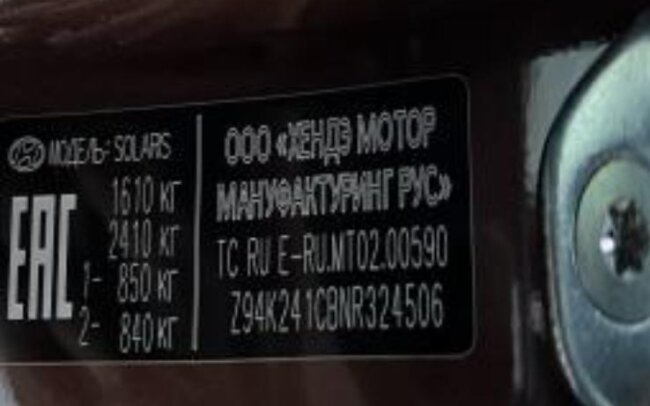 МОДЕЛЬ: SOLARIS
EAC
1610 КГ
2410 КГ
1- 850 КГ
2- 840 КГ
ООО «ХЕНДЭ МОТОР
МАНУФАКТУРИНГ РУС»
ТС RU E-RU.MT02.00590
Z94K241CBNR324506